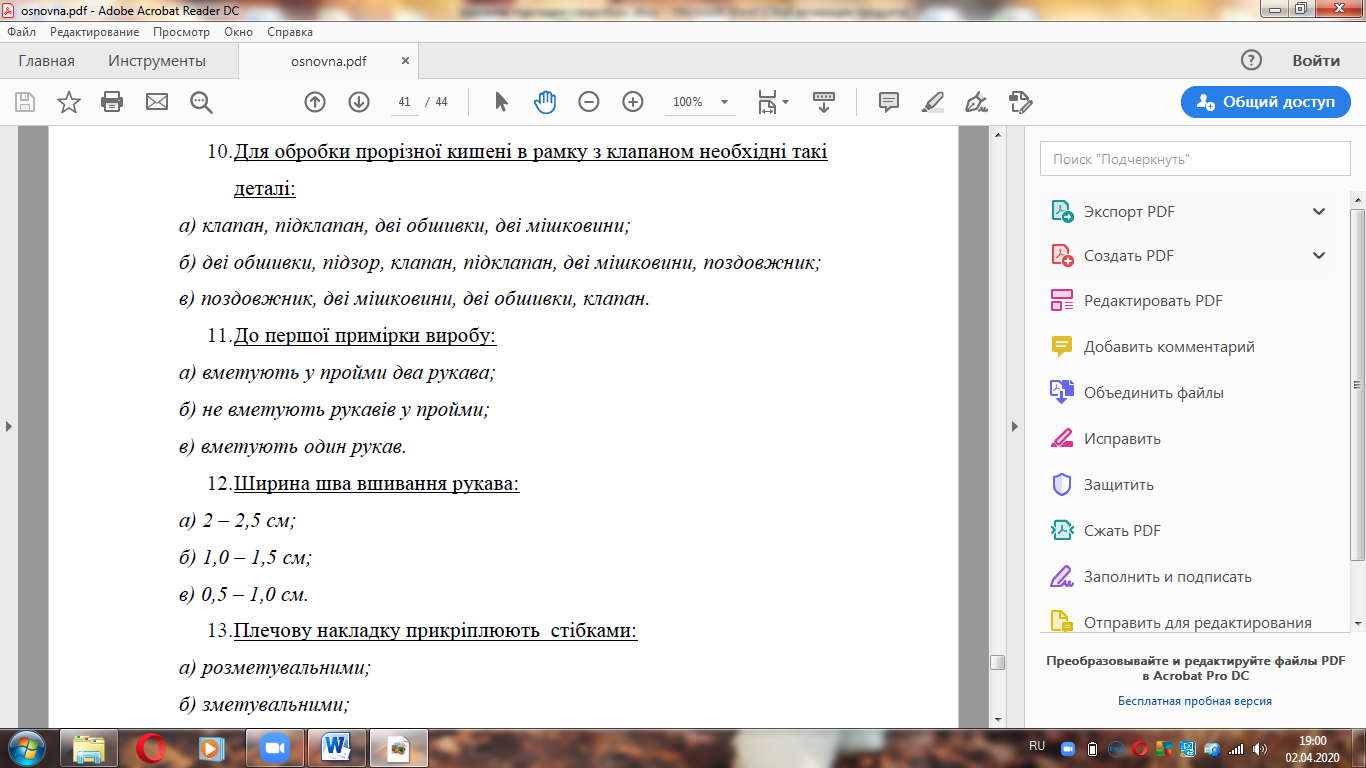 osnovna.pdf - Adobe Acrobat Reader DC
Файл Редактирование Просмотр Окно Справка
Главная Инструменты osnovna.pdf × Войти
41 / 44 100% Общий доступ
10.Для обробки прорізної кишені в рамку з клапаном необхідні такі
деталі:
а) клапан, підклапан, дві обшивки, дві мішковини;
б) дві обшивки, підзор, клапан, підклапан, дві мішковини, поздовжник;
в) поздовжник, дві мішковини, дві обшивки, клапан.
11.До першої примірки виробу:
а) вметують у пройми два рукава;
б) не вметують рукавів у пройми;
в) вметують один рукав.
12.Ширина шва вшивання рукава:
а) 2 – 2,5 см;
б) 1,0 – 1,5 см;
в) 0,5 – 1,0 см.
13.Плечову накладку прикріплюють стібками:
а) розметувальними;
б) зметувальними;
Поиск "Подчеркнуть"
Экспорт PDF
Создать PDF
Редактировать PDF
Добавить комментарий
Объединить файлы
Исправить
Защитить
Сжать PDF
Заполнить и подписать
Отправить для редактирования
Преобразовывайте и редактируйте файлы PDF
в Acrobat Pro DC
Бесплатная пробная версия
RU
19:00
02.04.2020